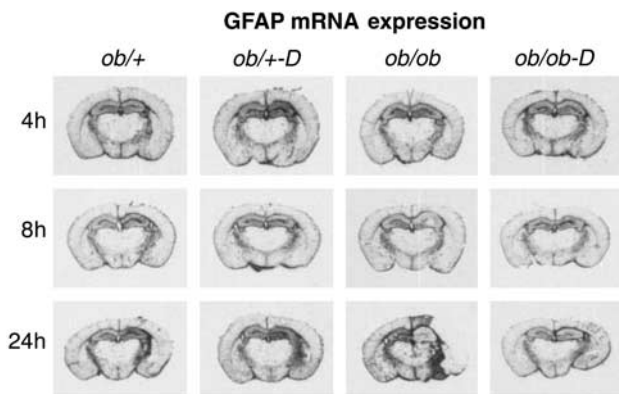 GFAP mRNA expression
ob/+ ob/+-D ob/ob ob/ob-D
4h
8h
24h